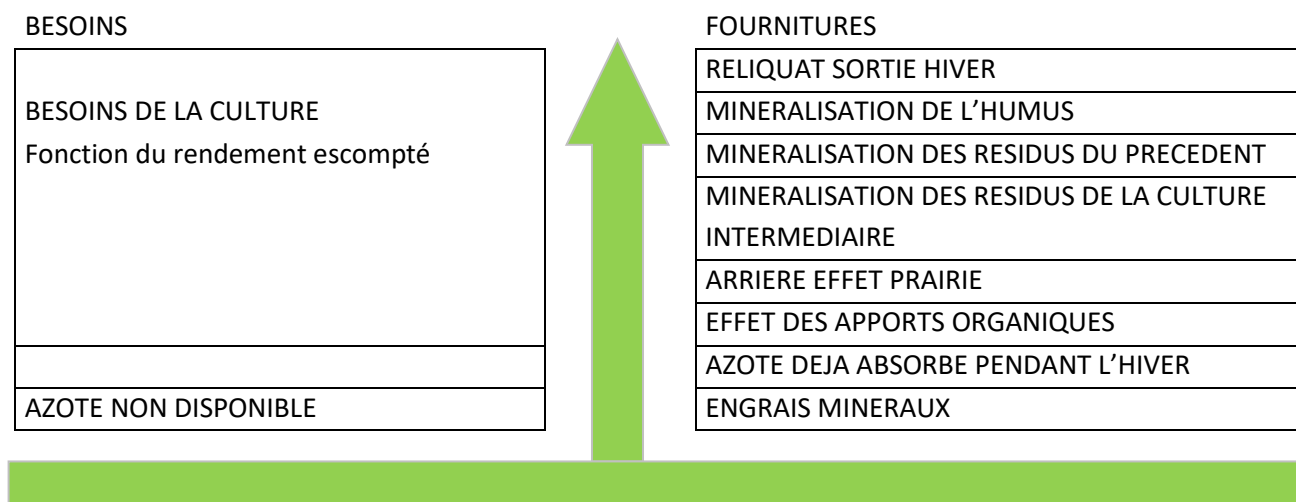 BESOINS
BESOINS DE LA CULTURE
Fonction du rendement escompté
AZOTE NON DISPONIBLE
FOURNITURES
RELIQUAT SORTIE HIVER
MINERALISATION DE L’HUMUS
MINERALISATION DES RESIDUS DU PRECEDENT
MINERALISATION DES RESIDUS DE LA CULTURE
INTERMEDIAIRE
ARRIERE EFFET PRAIRIE
EFFET DES APPORTS ORGANIQUES
AZOTE DEJA ABSORBE PENDANT L’HIVER
ENGRAIS MINERAUX